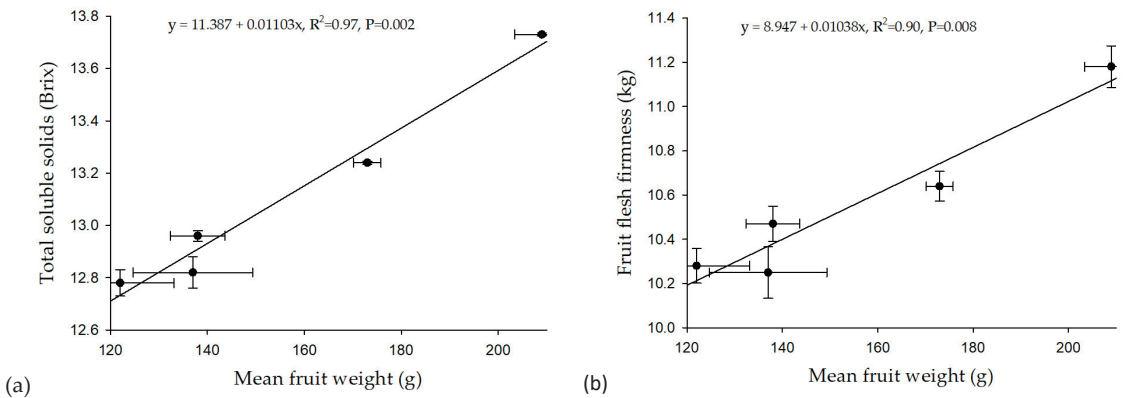 y = 11.387 + 0.01103x, R²=0.97, P=0.002
Total soluble solids (Brix)
13.8
13.6
13.4
13.2
13.0
12.8
12.6
120 140 160 180 200
Mean fruit weight (g)
(a)
y = 8.947 + 0.01038x, R²=0.90, P=0.008
Fruit flesh firmness (kg)
11.4
11.2
11.0
10.8
10.6
10.4
10.2
10.0
120 140 160 180 200
Mean fruit weight (g)
(b)